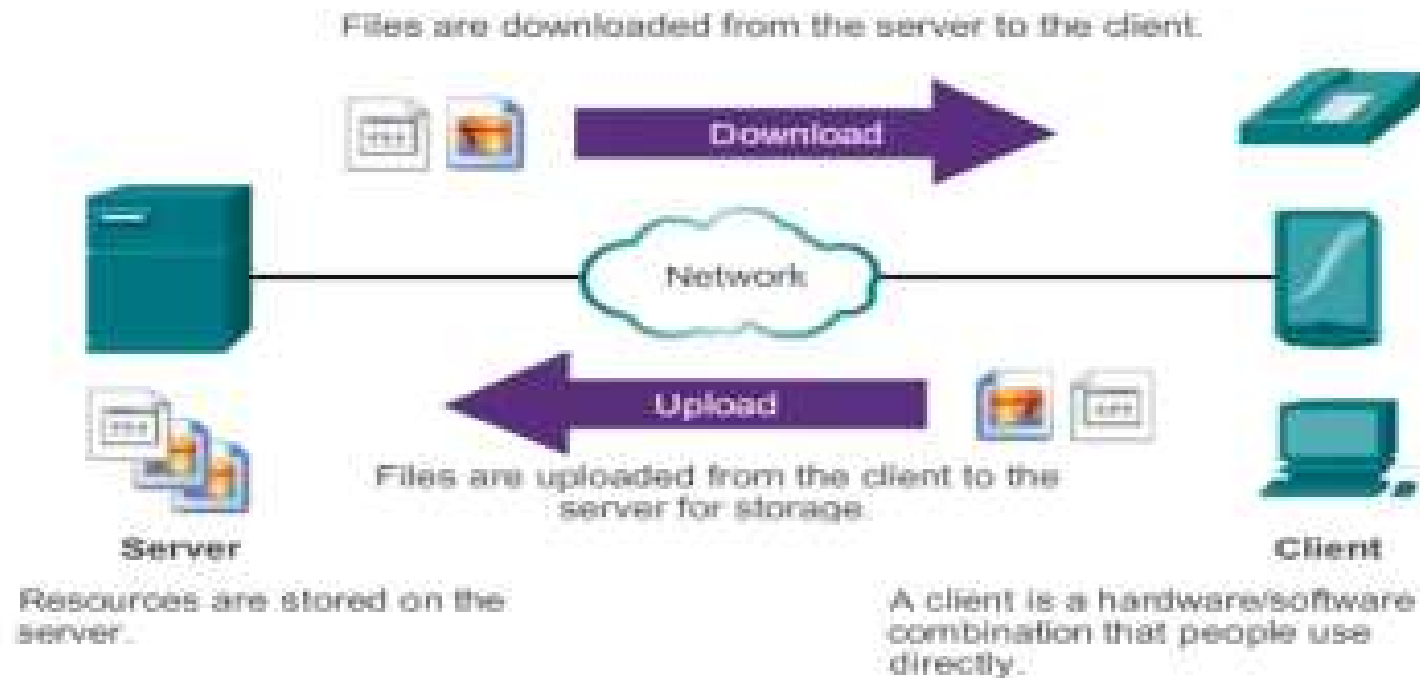 Files are downloaded from the server to the client.
Download
Network
Upload
Files are uploaded from the client to the
server for storage.
Server
Client
Resources are stored on the
server.
A client is a hardware/software
combination that people use
directly.